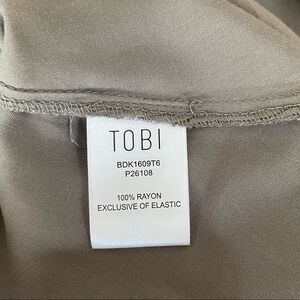 TOBI
BDK1609T6
P26108
100% RAYON
EXCLUSIVE OF ELASTIC